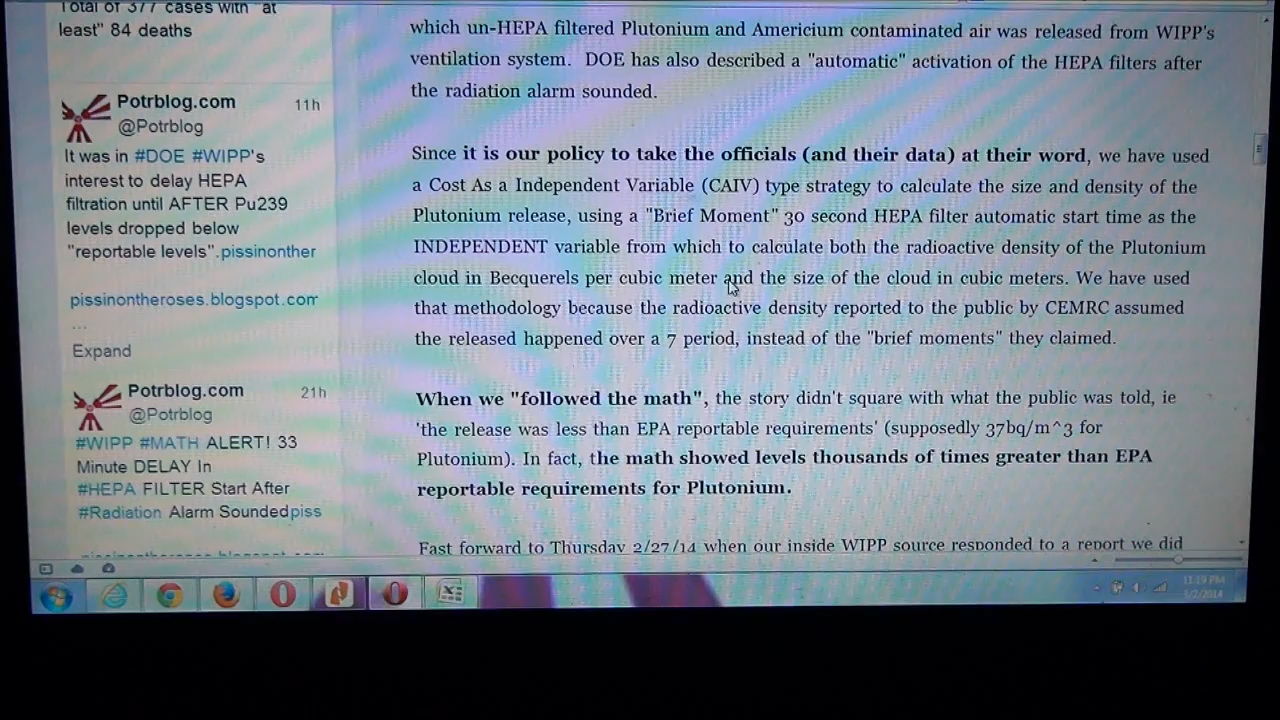 Total of 377 cases with "at
least" 84 deaths
Potrblog.com 11h
@Potrblog
It was in #DOE #WIPP's
interest to delay HEPA
filtration until AFTER Pu239
levels dropped below
"reportable levels".pissinonther
pissinontheroses.blogspot.com
...
Expand
Potrblog.com 21h
@Potrblog
#WIPP #MATH ALERT! 33
Minute DELAY In
#HEPA FILTER Start After
#Radiation Alarm Soundedpiss
which un-HEPA filtered Plutonium and Americium contaminated air was released from WIPP's
ventilation system. DOE has also described a "automatic" activation of the HEPA filters after
the radiation alarm sounded.
Since it is our policy to take the officials (and their data) at their word, we have used
a Cost As a Independent Variable (CAIV) type strategy to calculate the size and density of the
Plutonium release, using a "Brief Moment" 30 second HEPA filter automatic start time as the
INDEPENDENT variable from which to calculate both the radioactive density of the Plutonium
cloud in Becquerels per cubic meter and the size of the cloud in cubic meters. We have used
that methodology because the radioactive density reported to the public by CEMRC assumed
the released happened over a 7 period, instead of the "brief moments" they claimed.
When we "followed the math", the story didn't square with what the public was told, ie
'the release was less than EPA reportable requirements' (supposedly 37bq/m^3 for
Plutonium). In fact, the math showed levels thousands of times greater than EPA
reportable requirements for Plutonium.
Fast forward to Thursday 2/27/14 when our inside WIPP source responded to a report we did
11:19 PM
3/2/2014